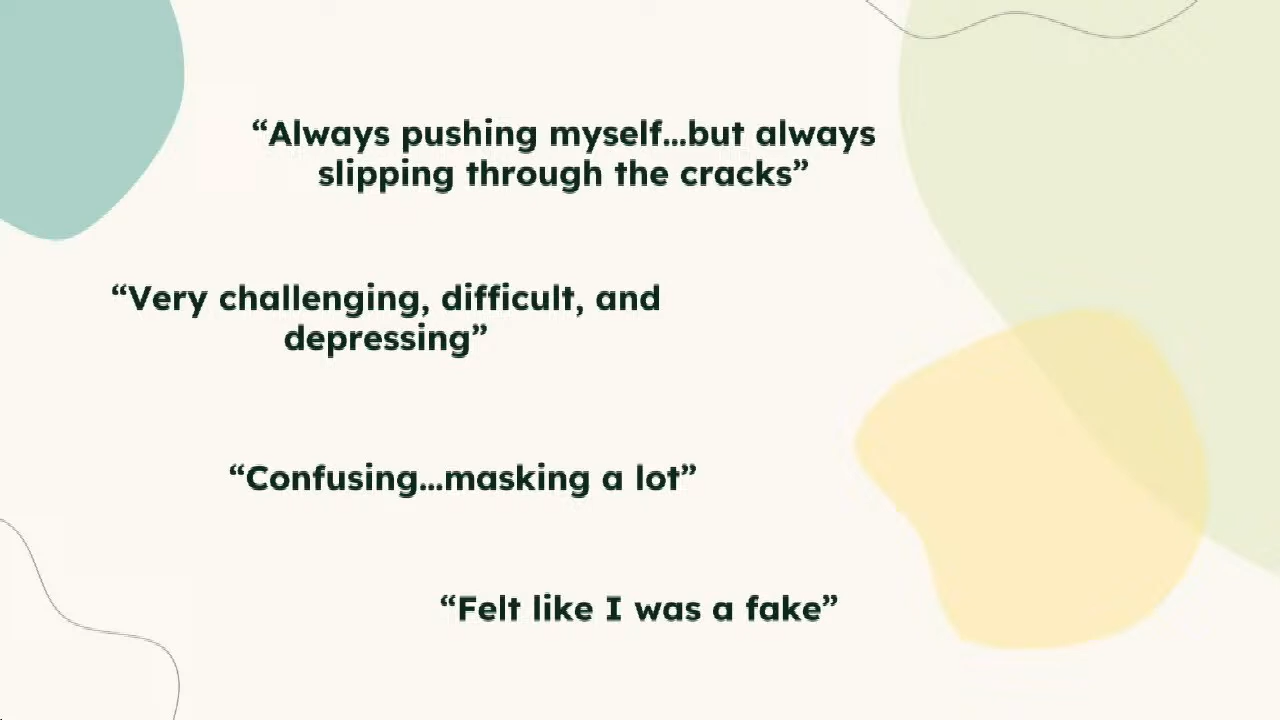 “Always pushing myself...but always
slipping through the cracks”
“Very challenging, difficult, and
depressing”
“Confusing...masking a lot”
“Felt like I was a fake”